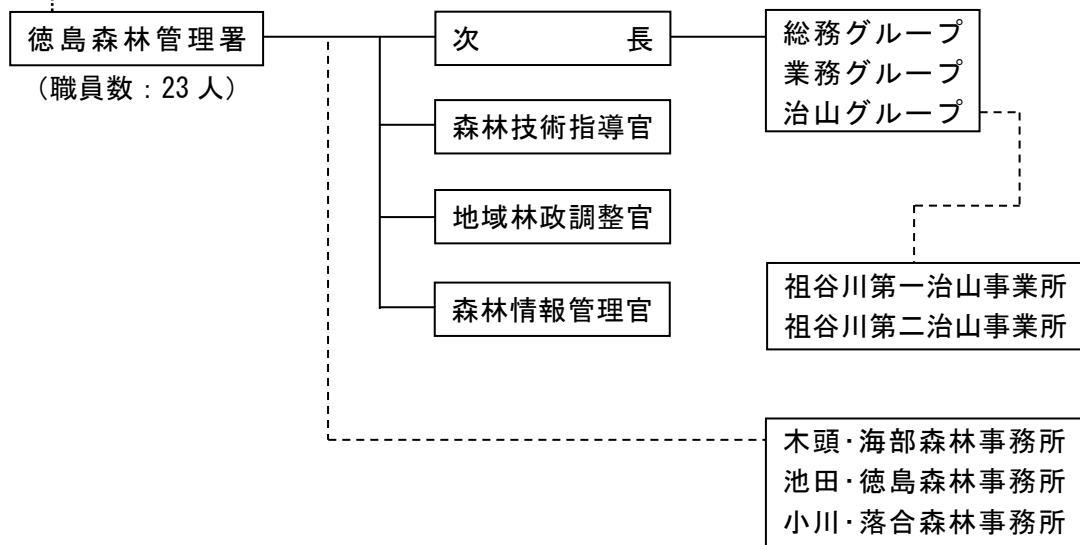 徳島森林管理署
（職員数：23人）
次　長
森林技術指導官
地域林政調整官
森林情報管理官
総務グループ
業務グループ
治山グループ
祖谷川第一治山事業所
祖谷川第二治山事業所
木頭･海部森林事務所
池田･徳島森林事務所
小川･落合森林事務所